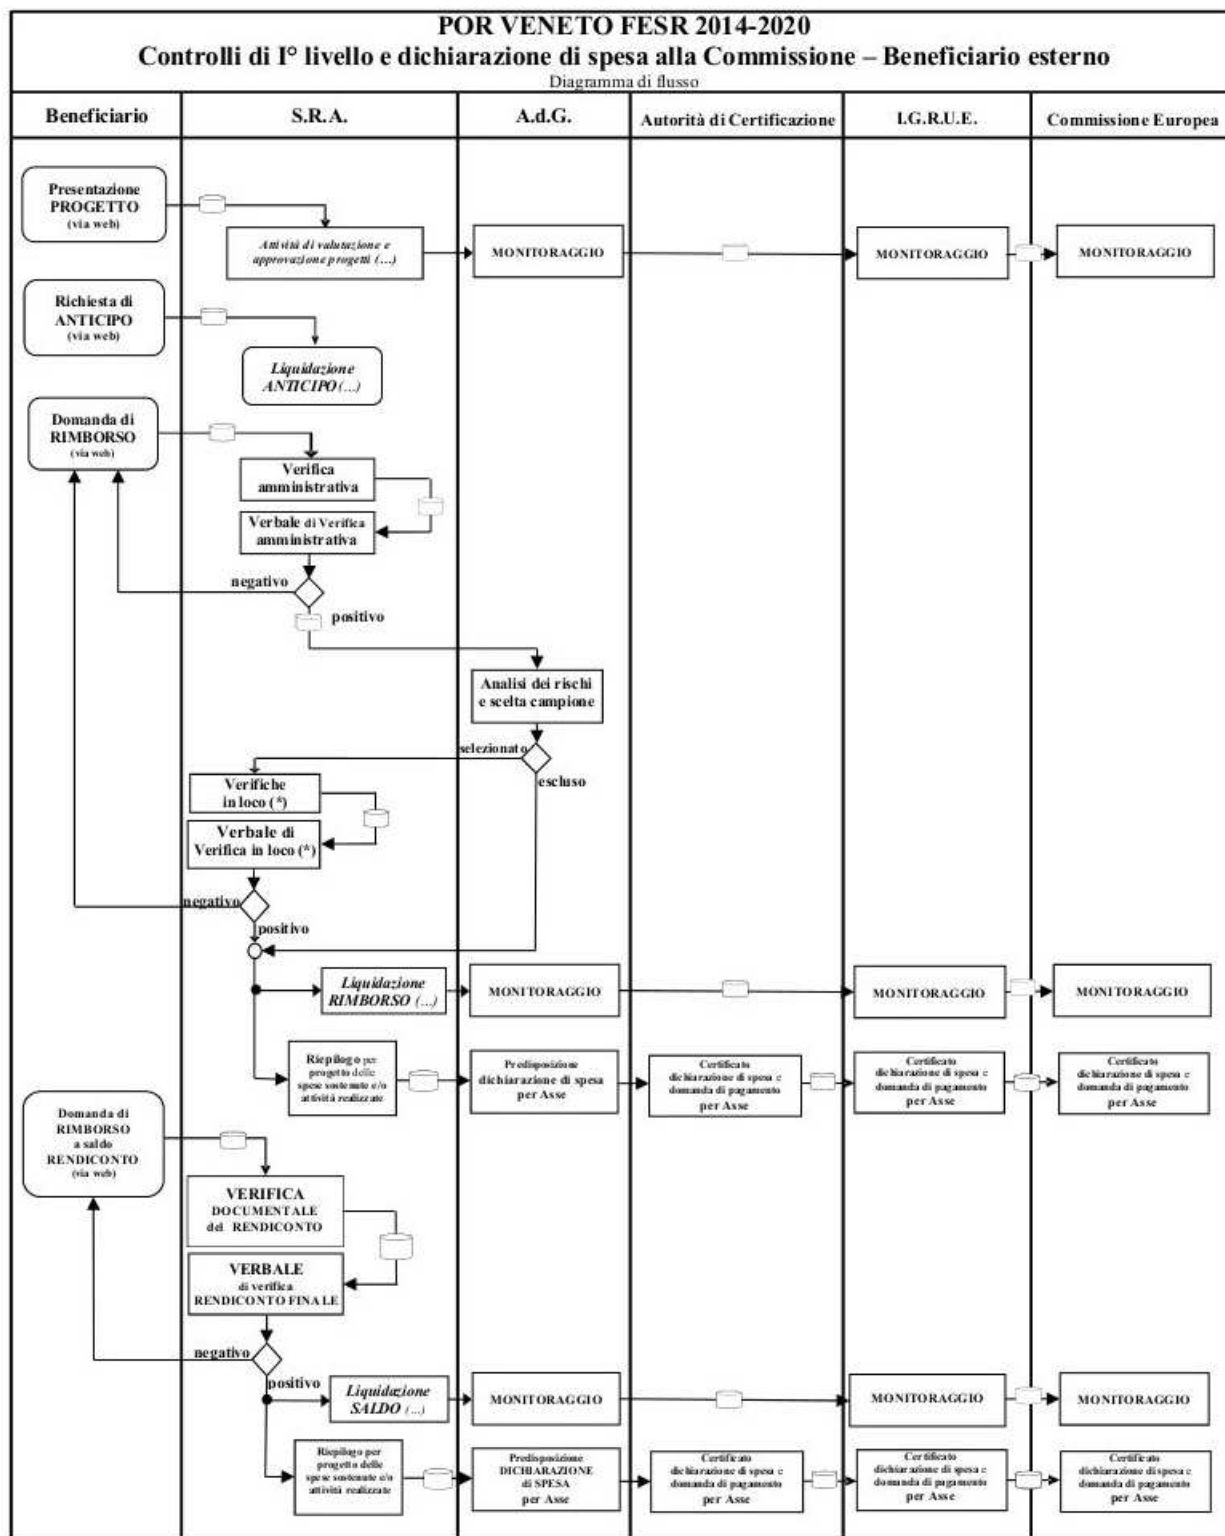 POR VENETO FESR 2014-2020
Controlli di I° livello e dichiarazione di spesa alla Commissione – Beneficiario esterno
Diagramma di flusso
Beneficiario
S.R.A.
A.d.G.
Autorità di Certificazione
I.G.R.U.E.
Commissione Europea
Presentazione
PROGETTO
(via web)
Attività di valutazione e
approvazione progetti (...)
MONITORAGGIO
MONITORAGGIO
MONITORAGGIO
Richiesta di
ANTICIPO
(via web)
Liquidazione
ANTICIPO (...)
Domanda di
RIMBORSO
(via web)
Verifica
amministrativa
Verbale di Verifica
amministrativa
negativo
positivo
Analisi dei rischi
e scelta campione
selezionato
escluso
Verifiche
in loco (*)
Verbale di
Verifica in loco (*)
negativo
positivo
Liquidazione
RIMBORSO (...)
MONITORAGGIO
MONITORAGGIO
MONITORAGGIO
Riepilogo per
progetto delle
spese sostenute e/o
attività realizzate
Predisposizione
dichiarazione di spesa
per Asse
Certificato
dichiarazione di spesa e
domanda di pagamento
per Asse
Certificato
dichiarazione di spesa e
domanda di pagamento
per Asse
Certificato
dichiarazione di spesa e
domanda di pagamento
per Asse
Domanda di
RIMBORSO
a saldo
RENDICONTO
(via web)
VERIFICA
DOCUMENTALE
del RENDICONTO
VERBALE
di verifica
RENDICONTO FINALE
negativo
positivo
Liquidazione
SALDO (...)
MONITORAGGIO
MONITORAGGIO
MONITORAGGIO
Riepilogo per
progetto delle
spese sostenute e/o
attività realizzate
Predisposizione
DICHIARAZIONE
di SPESA
per Asse
Certificato
dichiarazione di spesa e
domanda di pagamento
per Asse
Certificato
dichiarazione di spesa e
domanda di pagamento
per Asse
Certificato
dichiarazione di spesa e
domanda di pagamento
per Asse